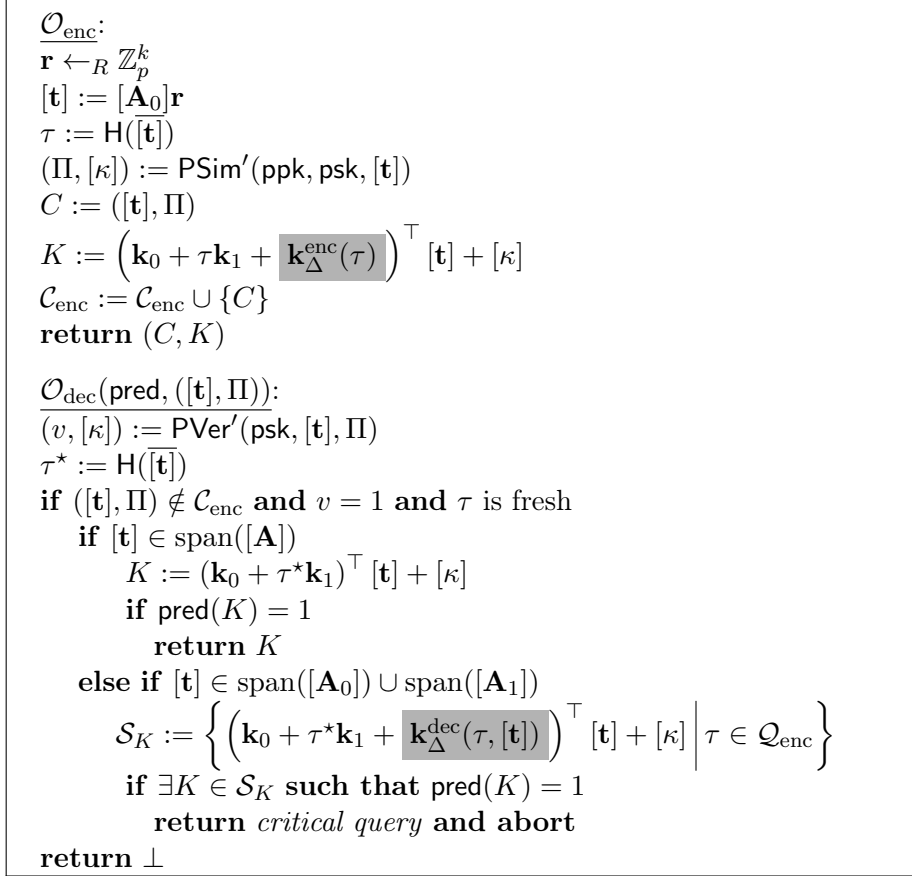 𝒪_enc:
r ←_R ℤ_p^k
[t] := [A_0]r
τ := H([t̅])
(Π, [κ]) := PSim′(ppk, psk, [t])
C := ([t], Π)
K := (k_0 + τk_1 + k_Δ^enc(τ))^⊤ [t] + [κ]
𝒞_enc := 𝒞_enc ∪ {C}
return (C, K)
𝒪_dec(pred, ([t], Π)):
(v, [κ]) := PVer′(psk, [t], Π)
τ^⋆ := H([t̅])
if ([t], Π) ∉ 𝒞_enc and v = 1 and τ is fresh
if [t] ∈ span([A])
K := (k_0 + τ^⋆k_1)^⊤ [t] + [κ]
if pred(K) = 1
return K
else if [t] ∈ span([A_0]) ∪ span([A_1])
𝒮_K := { (k_0 + τ^⋆k_1 + k_Δ^dec(τ, [t]))^⊤ [t] + [κ] | τ ∈ 𝒬_enc }
if ∃K ∈ 𝒮_K such that pred(K) = 1
return critical query and abort
return ⊥